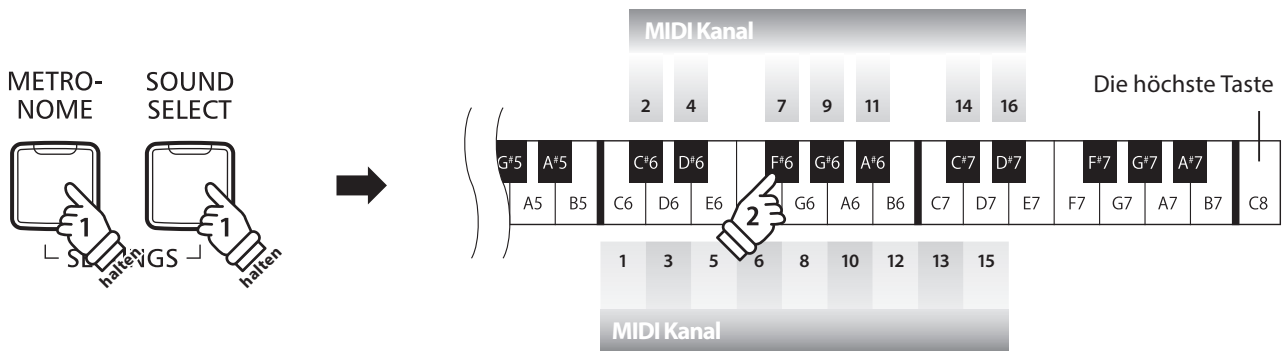 MIDI Kanal
METRO-
NOME
SOUND
SELECT
2 4 7 9 11 14 16
Die höchste Taste
G#5 A#5 C#6 D#6 F#6 G#6 A#6 C#7 D#7 F#7 G#7 A#7
A5 B5 C6 D6 E6 G6 A6 B6 C7 D7 E7 F7 G7 A7 B7 C8
1 1 2
halten halten
1 3 5 6 8 10 12 13 15
MIDI Kanal